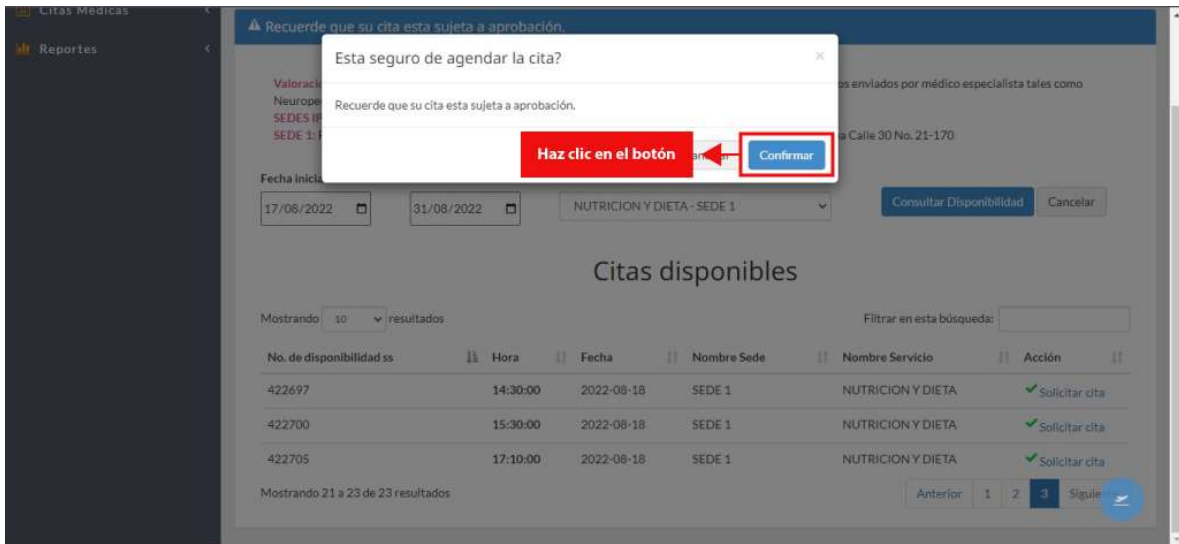 Citas Médicas
Recuerde que su cita esta sujeta a aprobación.
Reportes
Esta seguro de agendar la cita?
×
Valoració
os enviados por médico especialista tales como
Neurope
Recuerde que su cita esta sujeta a aprobación.
SEDES IP
SEDE 1:
a Calle 30 No. 21-170
Haz clic en el botón
Confirmar
Fecha inicia
17/08/2022
31/08/2022
NUTRICION Y DIETA - SEDE 1
Consultar Disponibilidad
Cancelar
Citas disponibles
Mostrando 10 resultados
Filtrar en esta búsqueda:
No. de disponibilidad ss Hora Fecha Nombre Sede Nombre Servicio Acción
422697 14:30:00 2022-08-18 SEDE 1 NUTRICION Y DIETA Solicitar cita
422700 15:30:00 2022-08-18 SEDE 1 NUTRICION Y DIETA Solicitar cita
422705 17:10:00 2022-08-18 SEDE 1 NUTRICION Y DIETA Solicitar cita
Mostrando 21 a 23 de 23 resultados
Anterior 1 2 3 Siguie